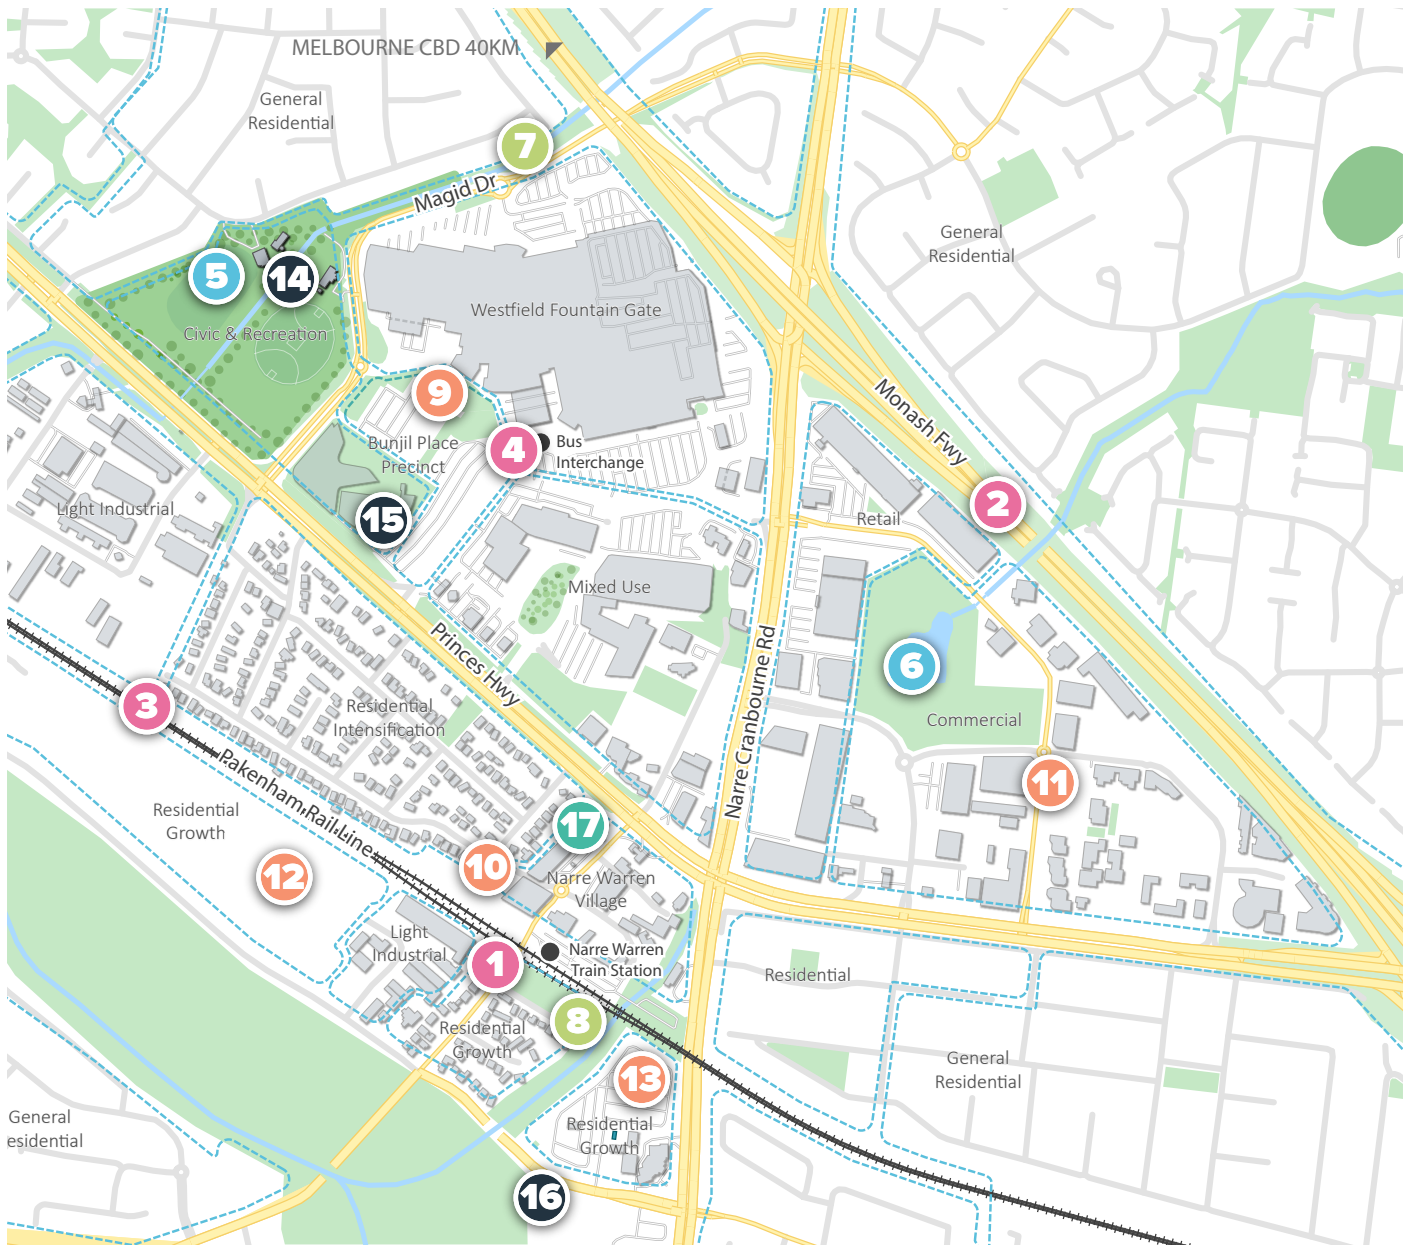 MELBOURNE CBD 40KM
General
Residential
7
Magid Dr
General
Residential
5
14
Westfield Fountain Gate
Civic & Recreation
9
Monash Fwy
Bunjil Place
Precinct
4
Bus
Interchange
2
Light Industrial
15
Retail
Mixed Use
Princes Hwy
Narre Cranbourne Rd
6
3
Residential
Intensification
Commercial
Pakenham Rail Line
11
Residential
Growth
17
12
10
Narre Warren
Village
Light
Industrial
1
Narre Warren
Train Station
Residential
8
Residential
Growth
General
Residential
13
General
esidential
Residential
Growth
16